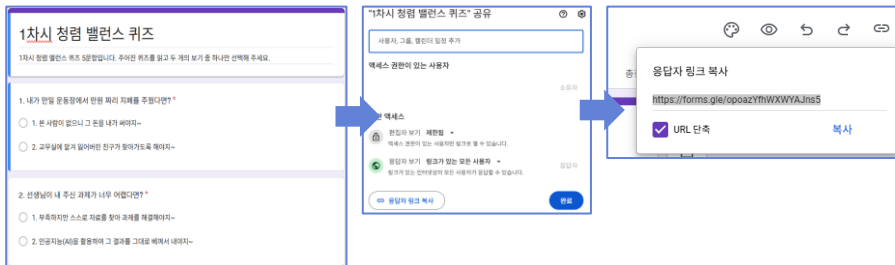 1차시 청렴 밸런스 퀴즈
1차시 청렴 밸런스 퀴즈 5문항입니다. 주어진 퀴즈를 읽고 두 개의 보기 중 하나만 선택해 주세요.
1. 내가 만일 운동장에서 만원 짜리 지폐를 주웠다면? *
1. 본 사람이 없으니 그 돈을 내가 써야지~
2. 교무실에 맡겨 잃어버린 친구가 찾아가도록 해야지~
2. 선생님이 내 주신 과제가 너무 어렵다면? *
1. 부족하지만 스스로 자료를 찾아 과제를 해결해야지~
2. 인공지능(AI)을 활용하여 그 결과를 그대로 베껴서 내야지~
"1차시 청렴 밸런스 퀴즈" 공유
사용자, 그룹, 캘린더 일정 추가
액세스 권한이 있는 사용자
소유자
액세스
편집자 보기 제한됨
액세스 권한이 있는 사용자만 링크로 열 수 있습니다.
응답자 보기 링크가 있는 모든 사용자
링크가 있는 인터넷상의 모든 사용자가 응답할 수 있습니다.
응답자
응답자 링크 복사
완료
응답자 링크 복사
https://forms.gle/opoazYfhWXWYAJns5
URL 단축
복사